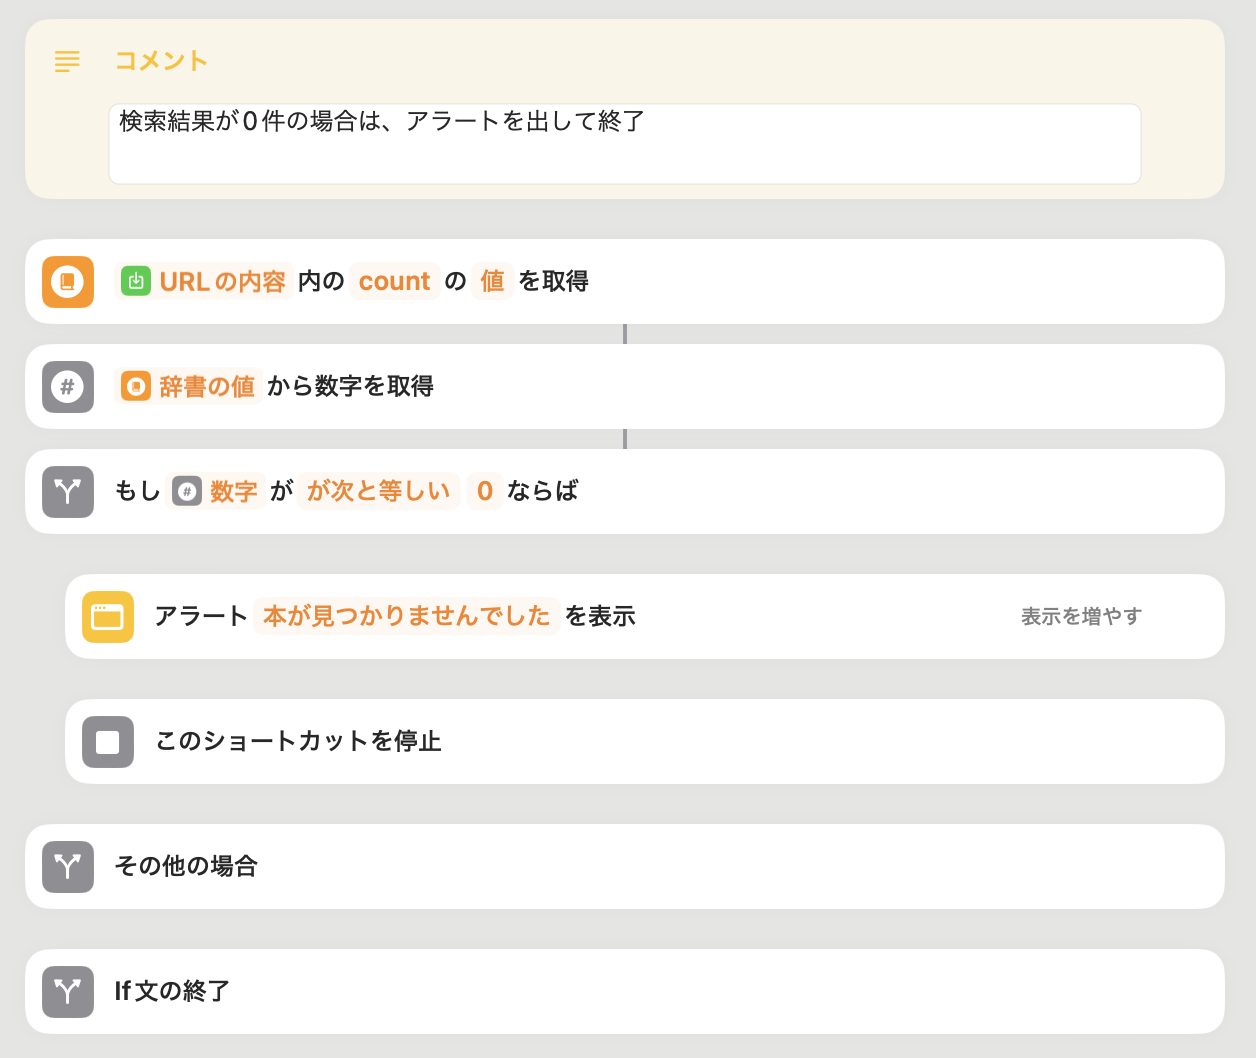 コメント
検索結果が0件の場合は、アラートを出して終了
URLの内容 内の count の 値 を取得
# 辞書の値 から数字を取得
もし # 数字 が が次と等しい 0 ならば
アラート 本が見つかりませんでした を表示 表示を増やす
このショートカットを停止
その他の場合
If文の終了